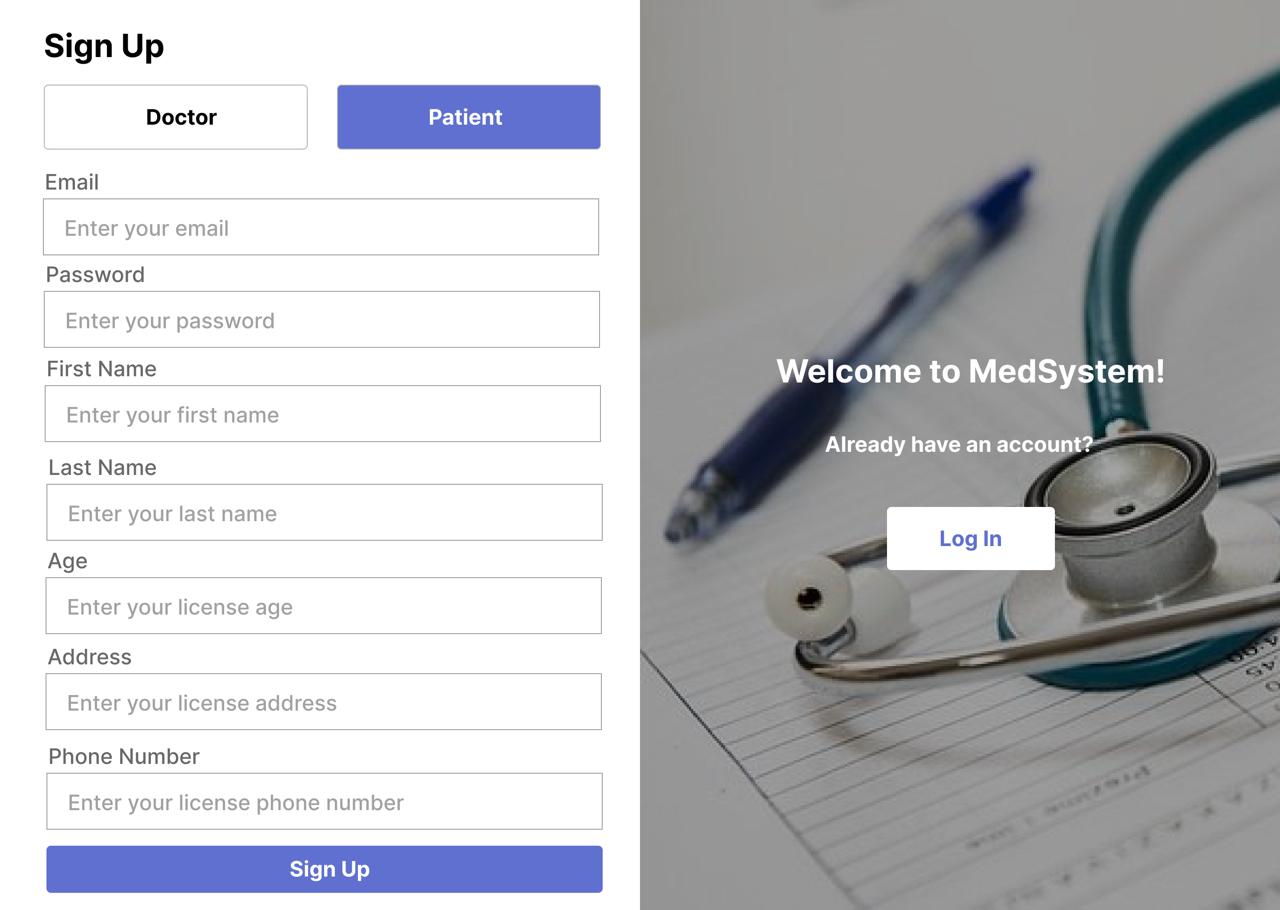 Sign Up
Doctor
Patient
Email
Enter your email
Password
Enter your password
First Name
Enter your first name
Last Name
Enter your last name
Age
Enter your license age
Address
Enter your license address
Phone Number
Enter your license phone number
Sign Up
Welcome to MedSystem!
Already have an account?
Log In